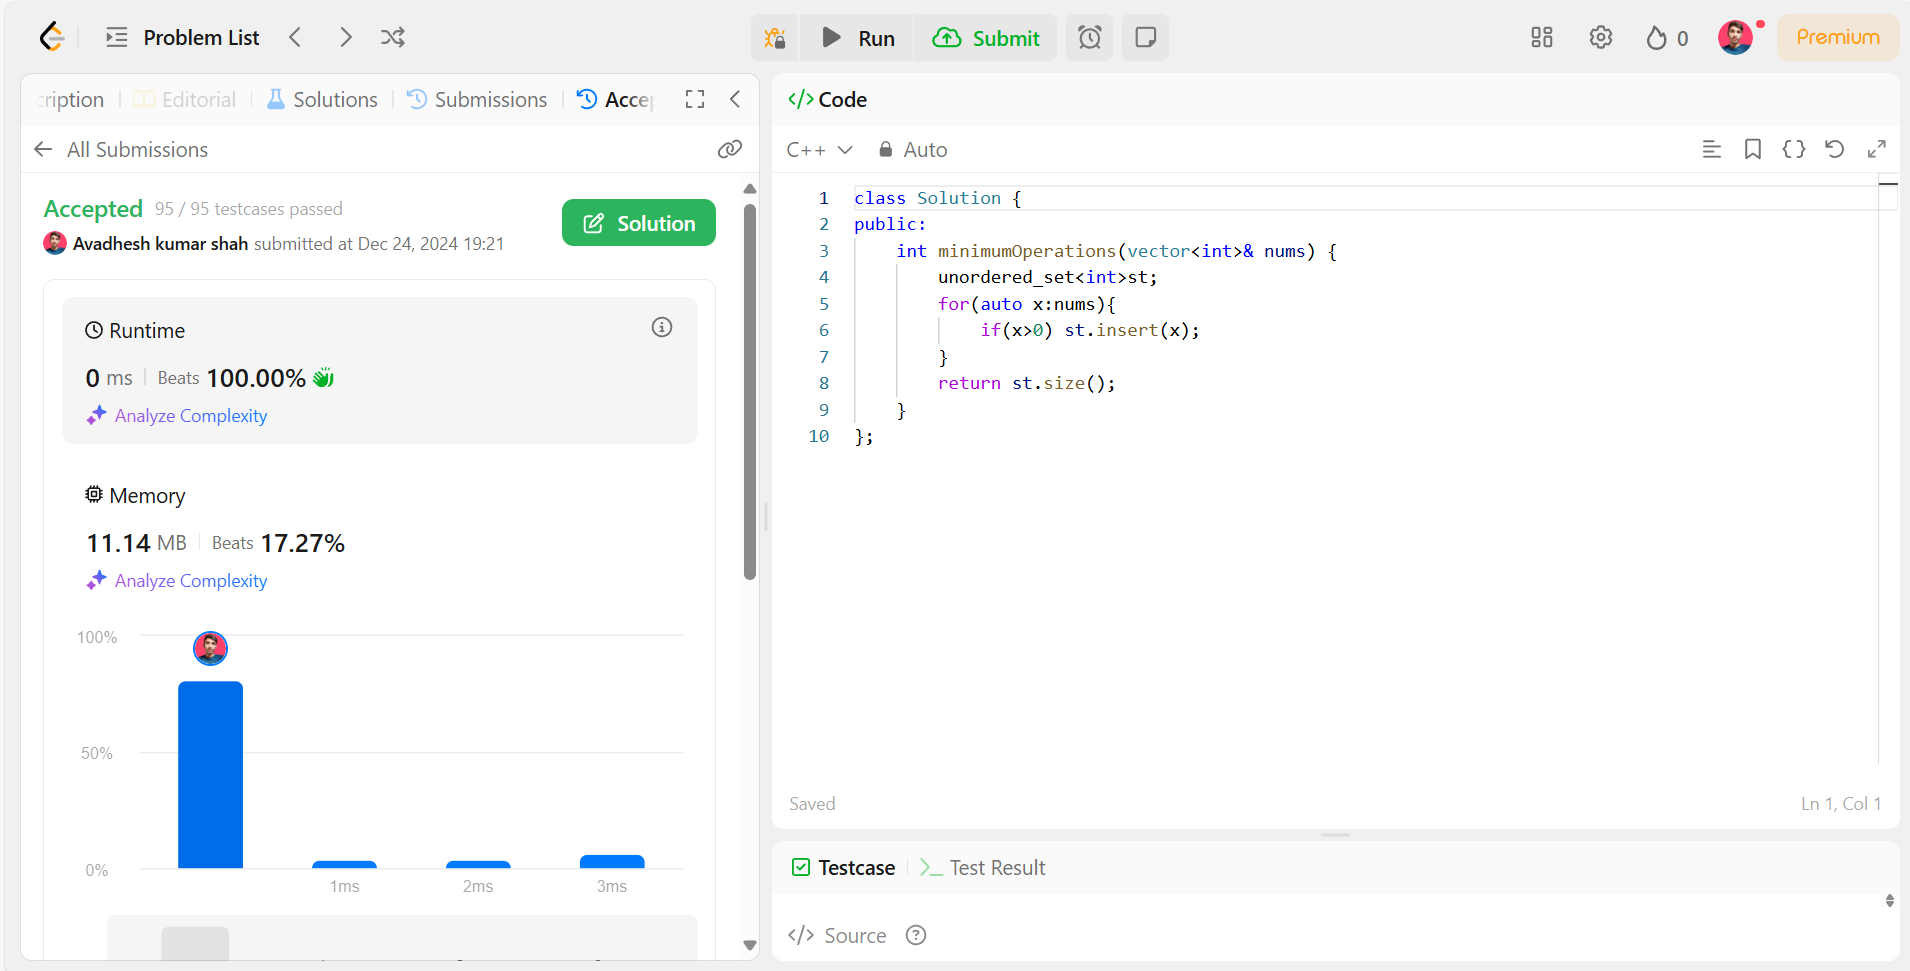 Problem List
Run
Submit
0
Premium
cription
Editorial
Solutions
Submissions
Acce
All Submissions
Accepted 95 / 95 testcases passed
Avadhesh kumar shah submitted at Dec 24, 2024 19:21
Solution
Runtime
0 ms Beats 100.00%
Analyze Complexity
Memory
11.14 MB Beats 17.27%
Analyze Complexity
100%
50%
0%
1ms 2ms 3ms
</> Code
C++ Auto
1 class Solution {
2 public:
3     int minimumOperations(vector<int>& nums) {
4         unordered_set<int>st;
5         for(auto x:nums){
6             if(x>0) st.insert(x);
7         }
8         return st.size();
9     }
10 };
Saved
Ln 1, Col 1
Testcase
Test Result
</> Source